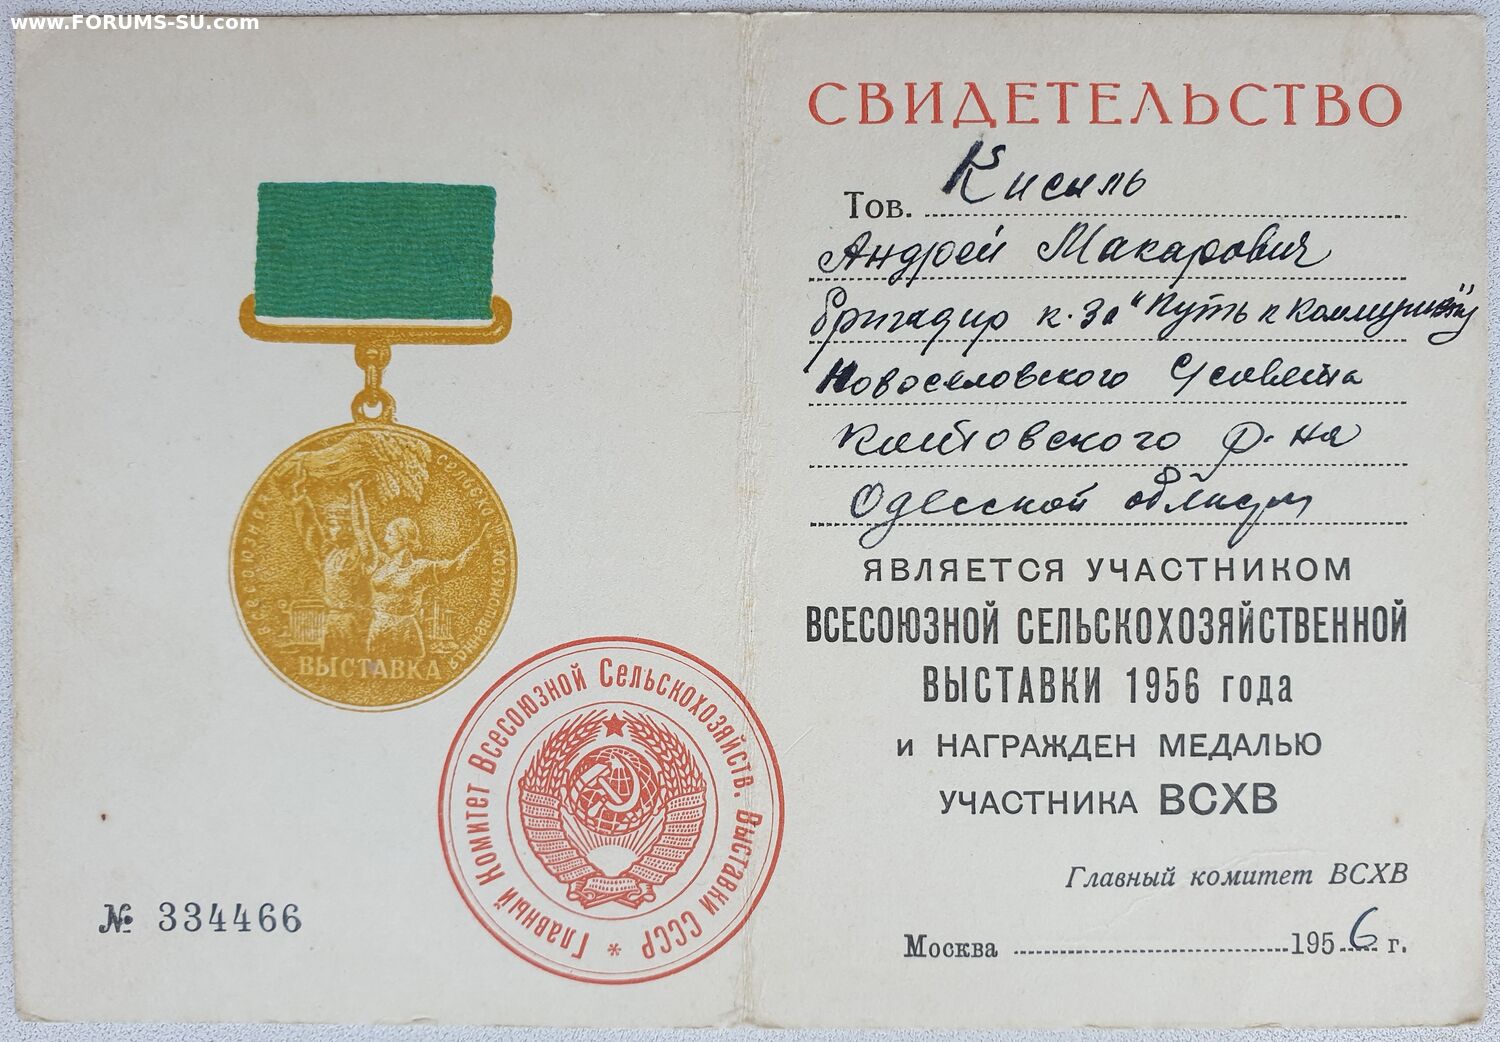 www.FORUMS-SU.com
ВСЕСОЮЗНАЯ СЕЛЬСКОХОЗЯЙСТВЕННАЯ
ВЫСТАВКА
Главный Комитет Всесоюзной Сельскохозяйств. Выставки СССР *
№ 334466
СВИДЕТЕЛЬСТВО
Тов. Кисиль
Андрей Макарович
бригадир к-за "Путь к коммунизму"
Новоселовского С/совета
Котовского р-на
Одесской области
ЯВЛЯЕТСЯ УЧАСТНИКОМ
ВСЕСОЮЗНОЙ СЕЛЬСКОХОЗЯЙСТВЕННОЙ
ВЫСТАВКИ 1956 года
и НАГРАЖДЕН МЕДАЛЬЮ
УЧАСТНИКА ВСХВ
Главный комитет ВСХВ
Москва 1956 г.